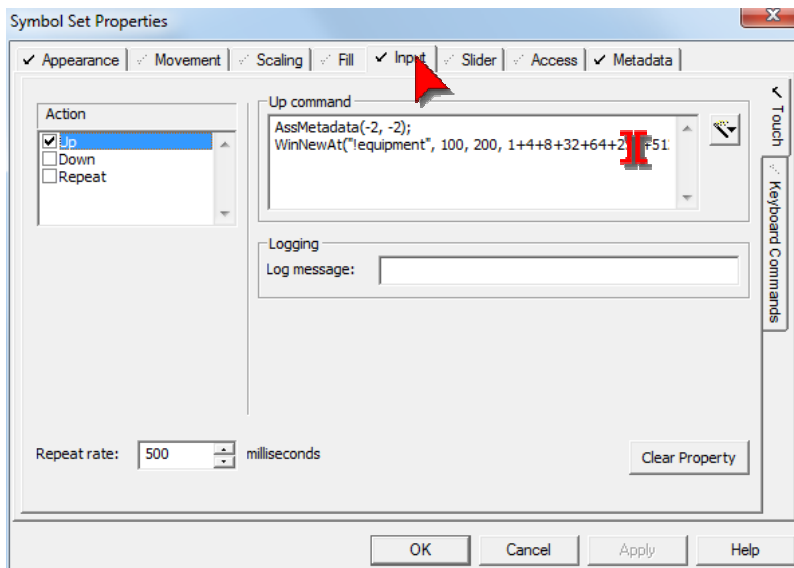 Symbol Set Properties
Appearance Movement Scaling Fill Input Slider Access Metadata
Action
Up
Down
Repeat
Up command
AssMetadata(-2, -2);
WinNewAt("!equipment", 100, 200, 1+4+8+32+64+2 +51
Logging
Log message:
Touch
Keyboard Commands
Repeat rate: 500 milliseconds
Clear Property
OK Cancel Apply Help